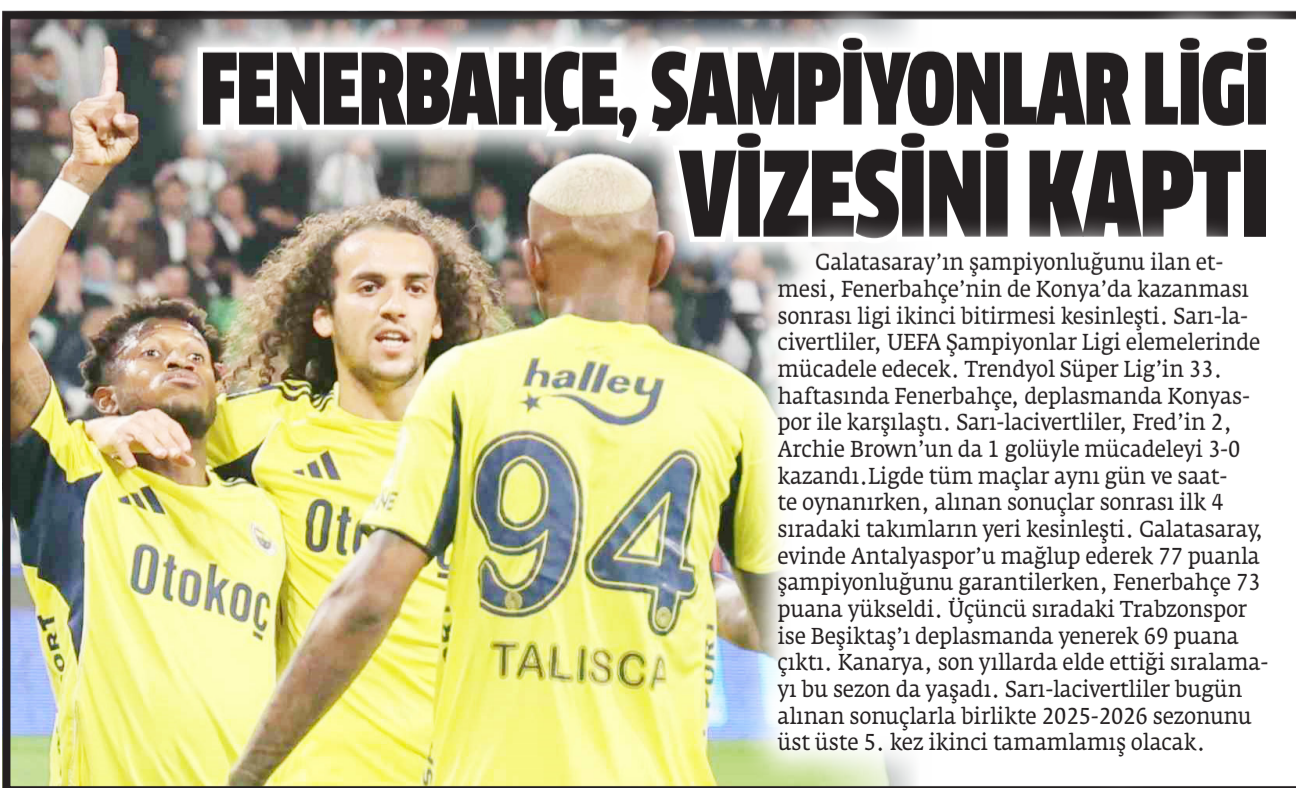 FENERBAHÇE, ŞAMPİYONLAR LİGİ
VİZESİNİ KAPTI
Galatasaray’ın şampiyonluğunu ilan et-
mesi, Fenerbahçe’nin de Konya’da kazanması
sonrası ligi ikinci bitirmesi kesinleşti. Sarı-la-
civertliler, UEFA Şampiyonlar Ligi elemelerinde
mücadele edecek. Trendyol Süper Lig’in 33.
haftasında Fenerbahçe, deplasmanda Konyas-
por ile karşılaştı. Sarı-lacivertliler, Fred’in 2,
Archie Brown’un da 1 golüyle mücadeleyi 3-0
kazandı.Ligde tüm maçlar aynı gün ve saat-
te oynanırken, alınan sonuçlar sonrası ilk 4
sıradaki takımların yeri kesinleşti. Galatasaray,
evinde Antalyaspor’u mağlup ederek 77 puanla
şampiyonluğunu garantilerken, Fenerbahçe 73
puana yükseldi. Üçüncü sıradaki Trabzonspor
ise Beşiktaş’ı deplasmanda yenerek 69 puana
çıktı. Kanarya, son yıllarda elde ettiği sıralama-
yı bu sezon da yaşadı. Sarı-lacivertliler bugün
alınan sonuçlarla birlikte 2025-2026 sezonunu
üst üste 5. kez ikinci tamamlamış olacak.
halley
94
TALISCA
Otokoç
Ot